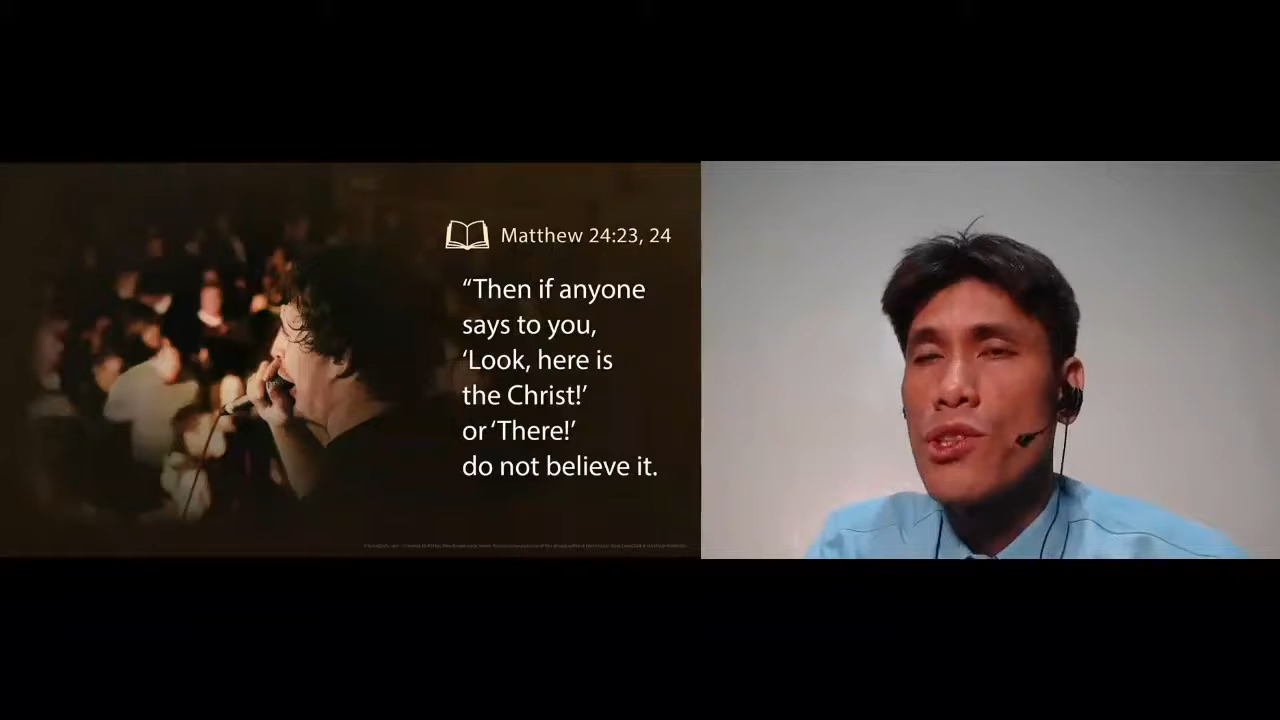 Matthew 24:23, 24
“Then if anyone
says to you,
‘Look, here is
the Christ!’
or ‘There!’
do not believe it.